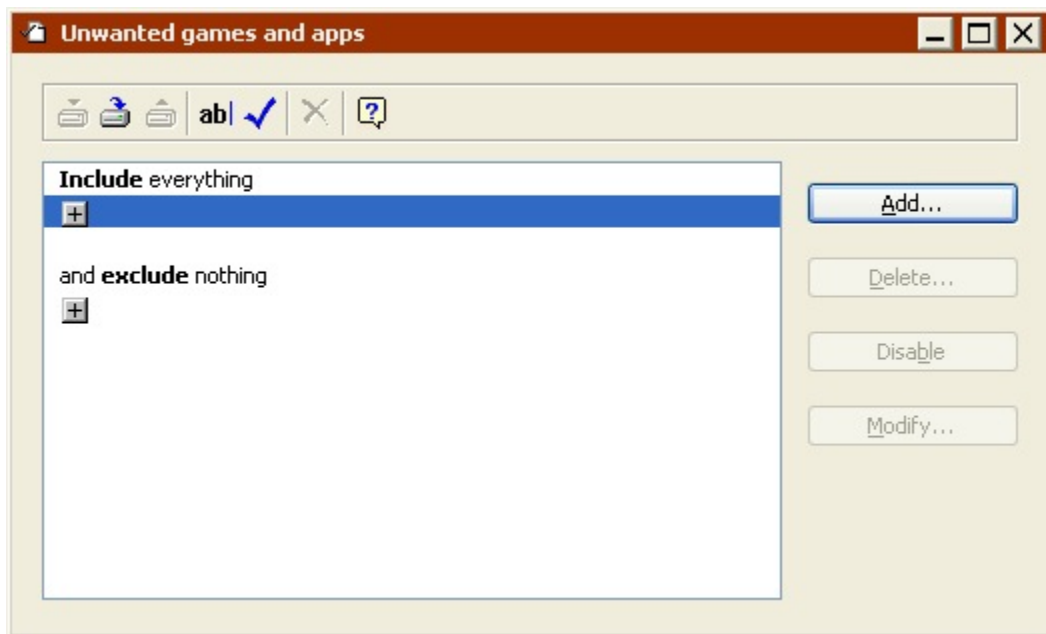 Unwanted games and apps
ab
Include everything
Add...
and exclude nothing
Delete...
Disable
Modify...